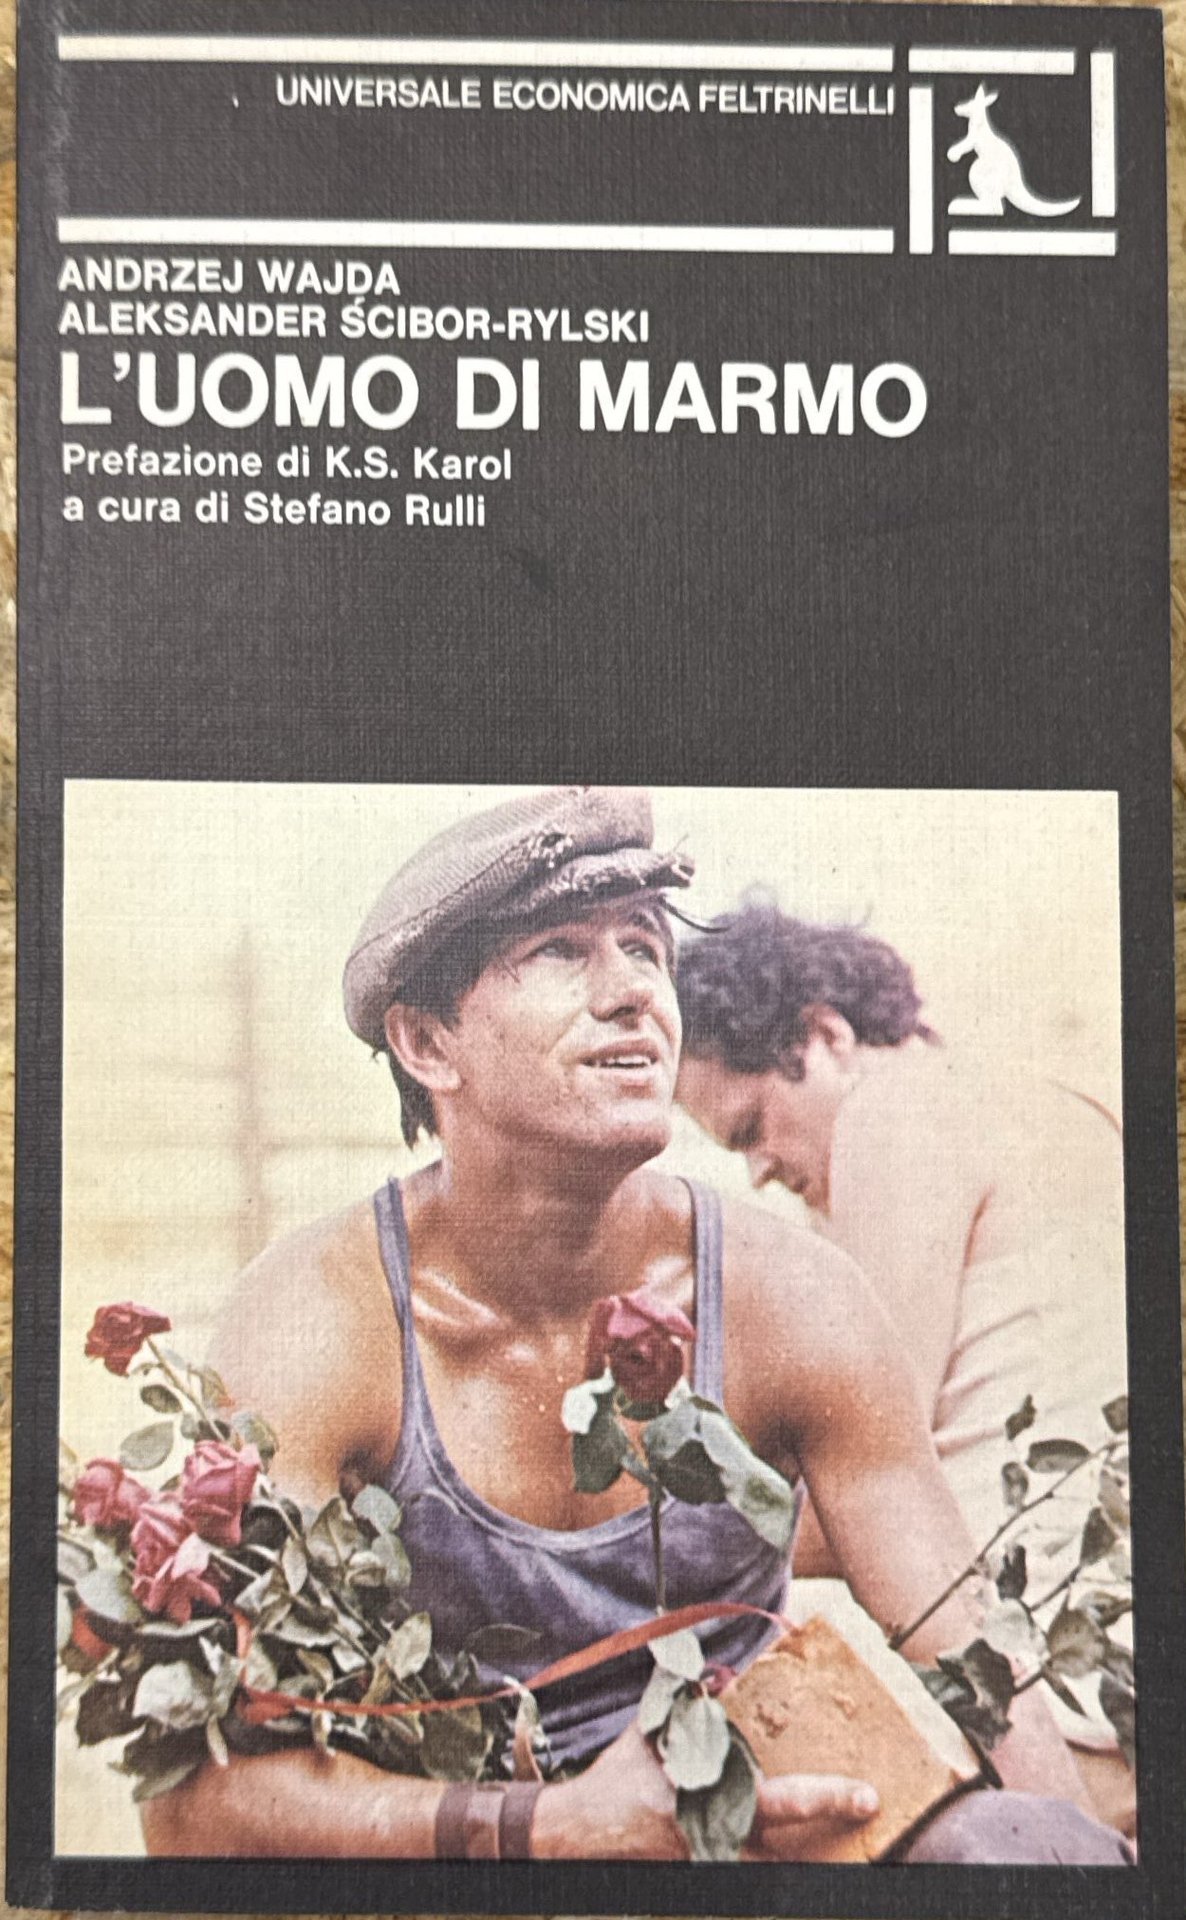 UNIVERSALE ECONOMICA FELTRINELLI
ANDRZEJ WAJDA
ALEKSANDER ŚCIBOR-RYLSKI
L'UOMO DI MARMO
Prefazione di K.S. Karol
a cura di Stefano Rulli